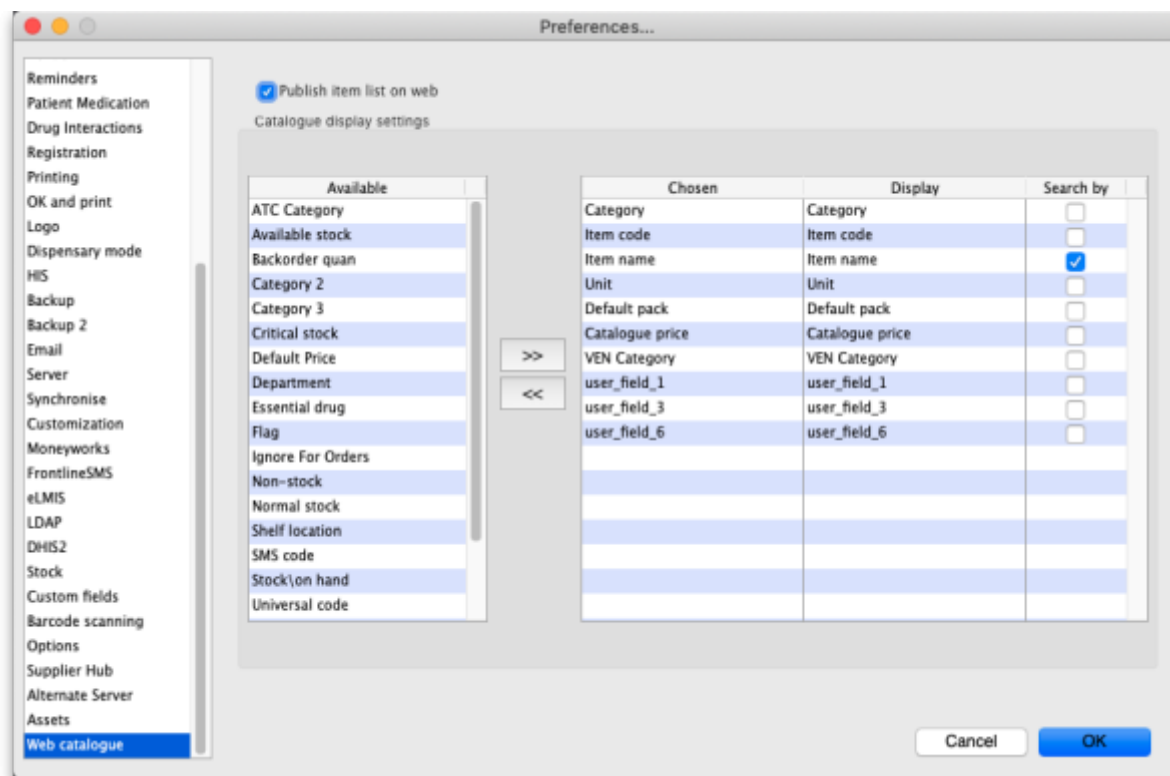 Preferences...
Reminders
Patient Medication
Drug Interactions
Registration
Printing
OK and print
Logo
Dispensary mode
HIS
Backup
Backup 2
Email
Server
Synchronise
Customization
Moneyworks
FrontlineSMS
eLMIS
LDAP
DHIS2
Stock
Custom fields
Barcode scanning
Options
Supplier Hub
Alternate Server
Assets
Web catalogue
Publish item list on web
Catalogue display settings
Available
ATC Category
Available stock
Backorder quan
Category 2
Category 3
Critical stock
Default Price
Department
Essential drug
Flag
Ignore For Orders
Non-stock
Normal stock
Shelf location
SMS code
Stock\on hand
Universal code
>>
<<
Chosen Display Search by
Category Category
Item code Item code
Item name Item name
Unit Unit
Default pack Default pack
Catalogue price Catalogue price
VEN Category VEN Category
user_field_1 user_field_1
user_field_3 user_field_3
user_field_6 user_field_6
Cancel OK